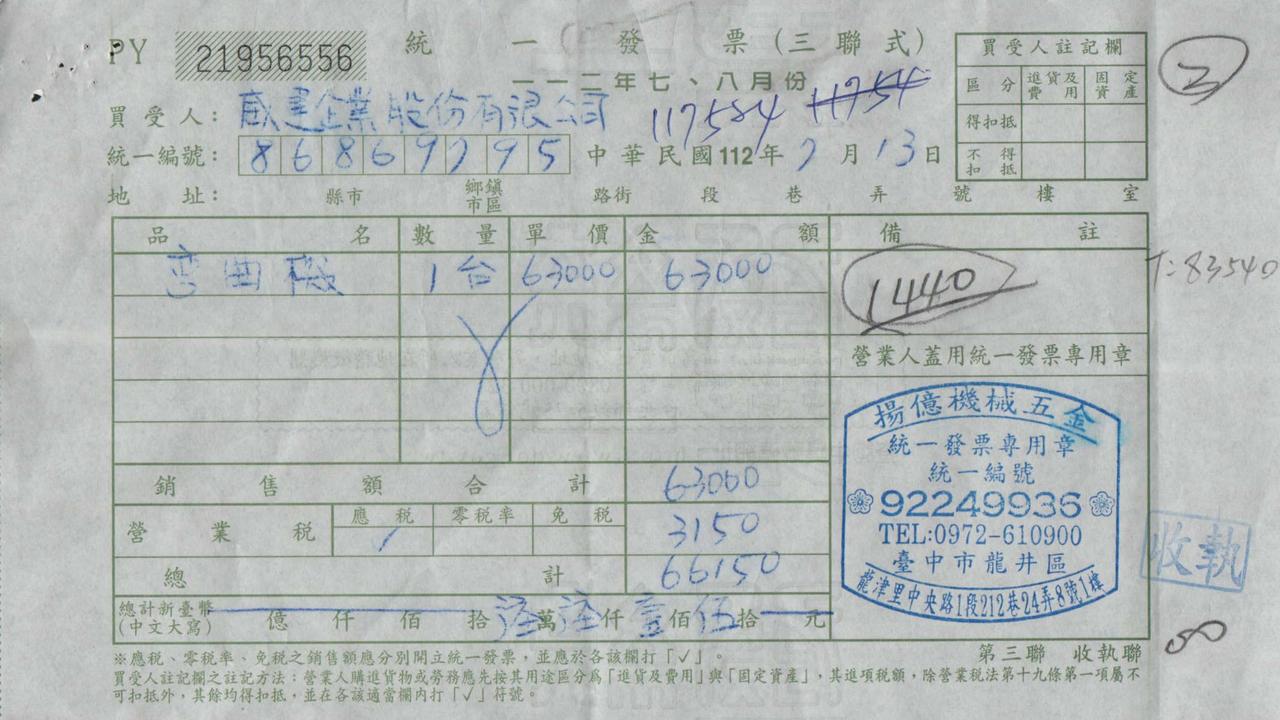 PY 21956556 統一發票(三聯式)
一一二年七、八月份
買受人註記欄
區分 進貨及費用 固定資產
得扣抵
不得扣抵
3
買受人:威建企業股份有限公司 117584 11754
統一編號:86869795 中華民國112年7月13日
地址: 縣市 鄉鎮市區 路街 段 巷 弄 號 樓 室
品名 數量 單價 金額 備註
彎曲機 1台 63000 63000
1440
T:83540
營業人蓋用統一發票專用章
揚億機械五金
統一發票專用章
統一編號
92249936
TEL:0972-610900
臺中市龍井區
龍津里中央路1段212巷24弄8號1樓
收執
銷售額合計 63000
營業稅 應稅 零稅率 免稅 3150
✓
總計 66150
總計新臺幣(中文大寫) 億 仟 佰 拾 陸萬 陸仟 壹佰 伍拾 元
※應稅、零稅率、免稅之銷售額應分別開立統一發票,並應於各該欄打「✓」。
第三聯 收執聯
買受人註記欄之註記方法:營業人購進貨物或勞務應先按其用途區分為「進貨及費用」與「固定資產」,其進項稅額,除營業稅法第十九條第一項屬不
可扣抵外,其餘均得扣抵,並在各該適當欄內打「✓」符號。